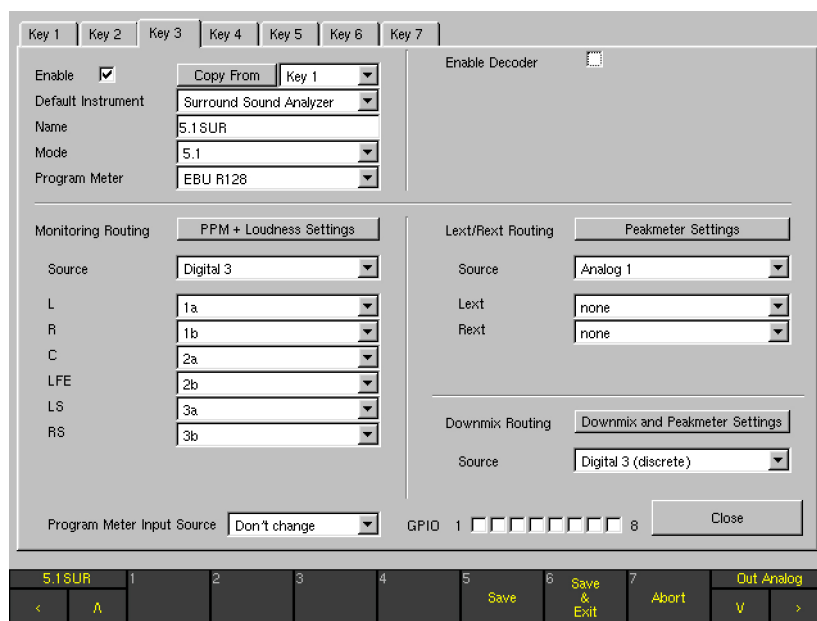 Key 1 Key 2 Key 3 Key 4 Key 5 Key 6 Key 7
Enable Copy From Key 1
Default Instrument Surround Sound Analyzer
Name 5.1SUR
Mode 5.1
Program Meter EBU R128
Enable Decoder
Monitoring Routing PPM + Loudness Settings
Source Digital 3
L 1a
R 1b
C 2a
LFE 2b
LS 3a
RS 3b
Lext/Rext Routing Peakmeter Settings
Source Analog 1
Lext none
Rext none
Downmix Routing Downmix and Peakmeter Settings
Source Digital 3 (discrete)
Program Meter Input Source Don't change
GPIO 1 8
Close
5.1SUR 1 2 3 4 5 6 7 Out Analog
< Λ Save Save & Exit Abort V >